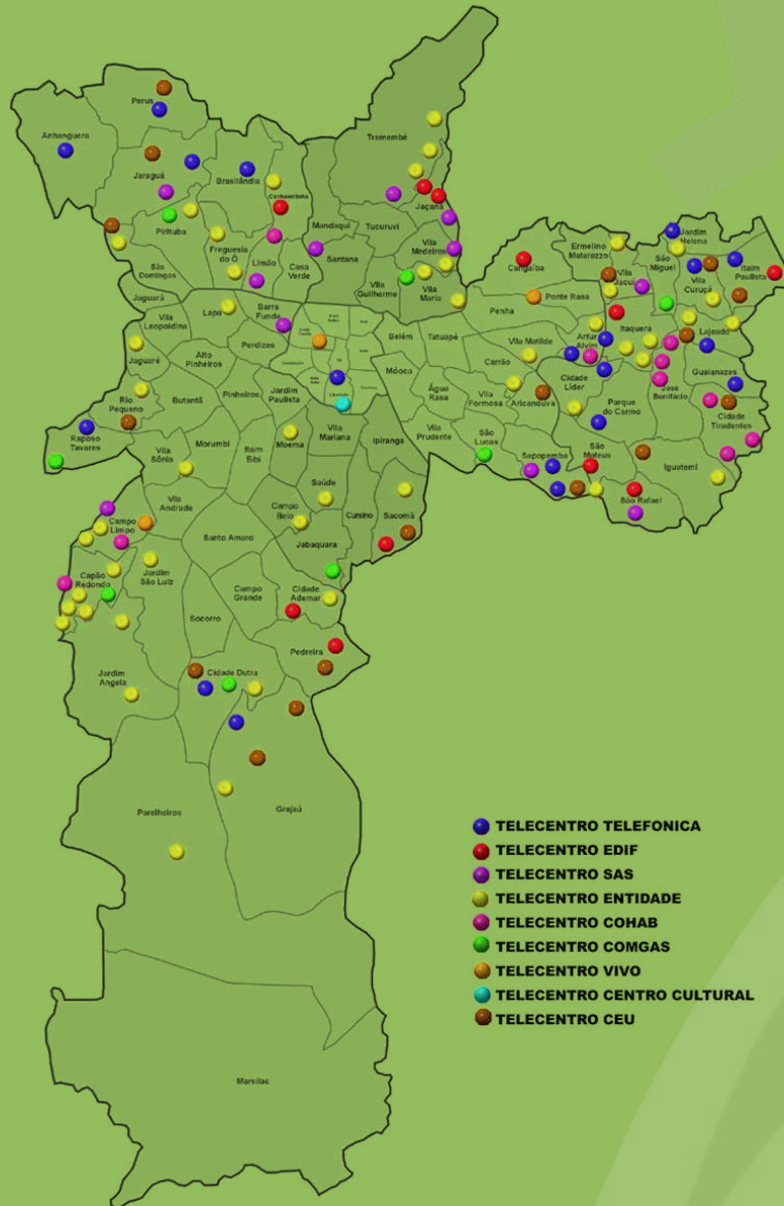 Perus
Tremembé
Anhanguera
Jaraguá
Brasilândia
Cachoeirinha
Jaçanã
Mandaqui
Tucuruvi
Pirituba
Freguesia
do Ó
Limão
Casa
Verde
Santana
Vila
Medeiros
São
Domingos
Vila
Guilherme
Vila
Maria
Jaguará
Vila
Leopoldina
Lapa
Barra
Funda
Perdizes
Jaguaré
Alto
Pinheiros
Rio
Pequeno
Butantã
Pinheiros
Jardim
Paulista
Raposo
Tavares
Vila
Sônia
Morumbi
Itaim
Bibi
Moema
Vila
Mariana
Ipiranga
Saúde
Cangaíba
Ermelino
Matarazzo
São
Miguel
Jardim
Helena
Vila
Jacuí
Vila
Curuçá
Itaim
Paulista
Ponte Rasa
Penha
Belém
Tatuapé
Vila Matilde
Artur
Alvim
Itaquera
Lajeado
Carrão
Guaianazes
Móoca
Água
Rasa
Vila
Formosa
Aricanduva
Cidade
Líder
Parque
do Carmo
José
Bonifácio
Cidade
Tiradentes
Vila
Prudente
São
Lucas
Sapopemba
São
Mateus
Iguatemi
São Rafael
Campo
Limpo
Vila
Andrade
Santo Amaro
Campo
Belo
Cursino
Sacomã
Jabaquara
Capão
Redondo
Jardim
São Luiz
Socorro
Campo
Grande
Cidade
Ademar
Pedreira
Jardim
Angela
Cidade Dutra
Parelheiros
Grajaú
Marsilac
TELECENTRO TELEFONICA
TELECENTRO EDIF
TELECENTRO SAS
TELECENTRO ENTIDADE
TELECENTRO COHAB
TELECENTRO COMGAS
TELECENTRO VIVO
TELECENTRO CENTRO CULTURAL
TELECENTRO CEU